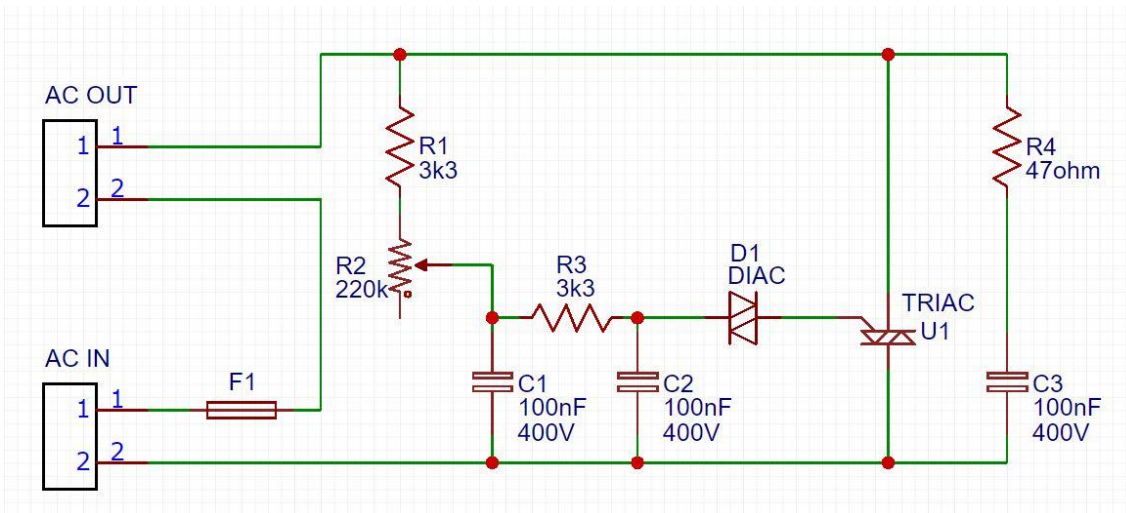 AC OUT
1 1
2 2
R1
3k3
R4
47ohm
R2
220k
R3
3k3
D1
DIAC
TRIAC
U1
AC IN
1 1
2 2
F1
C1
100nF
400V
C2
100nF
400V
C3
100nF
400V